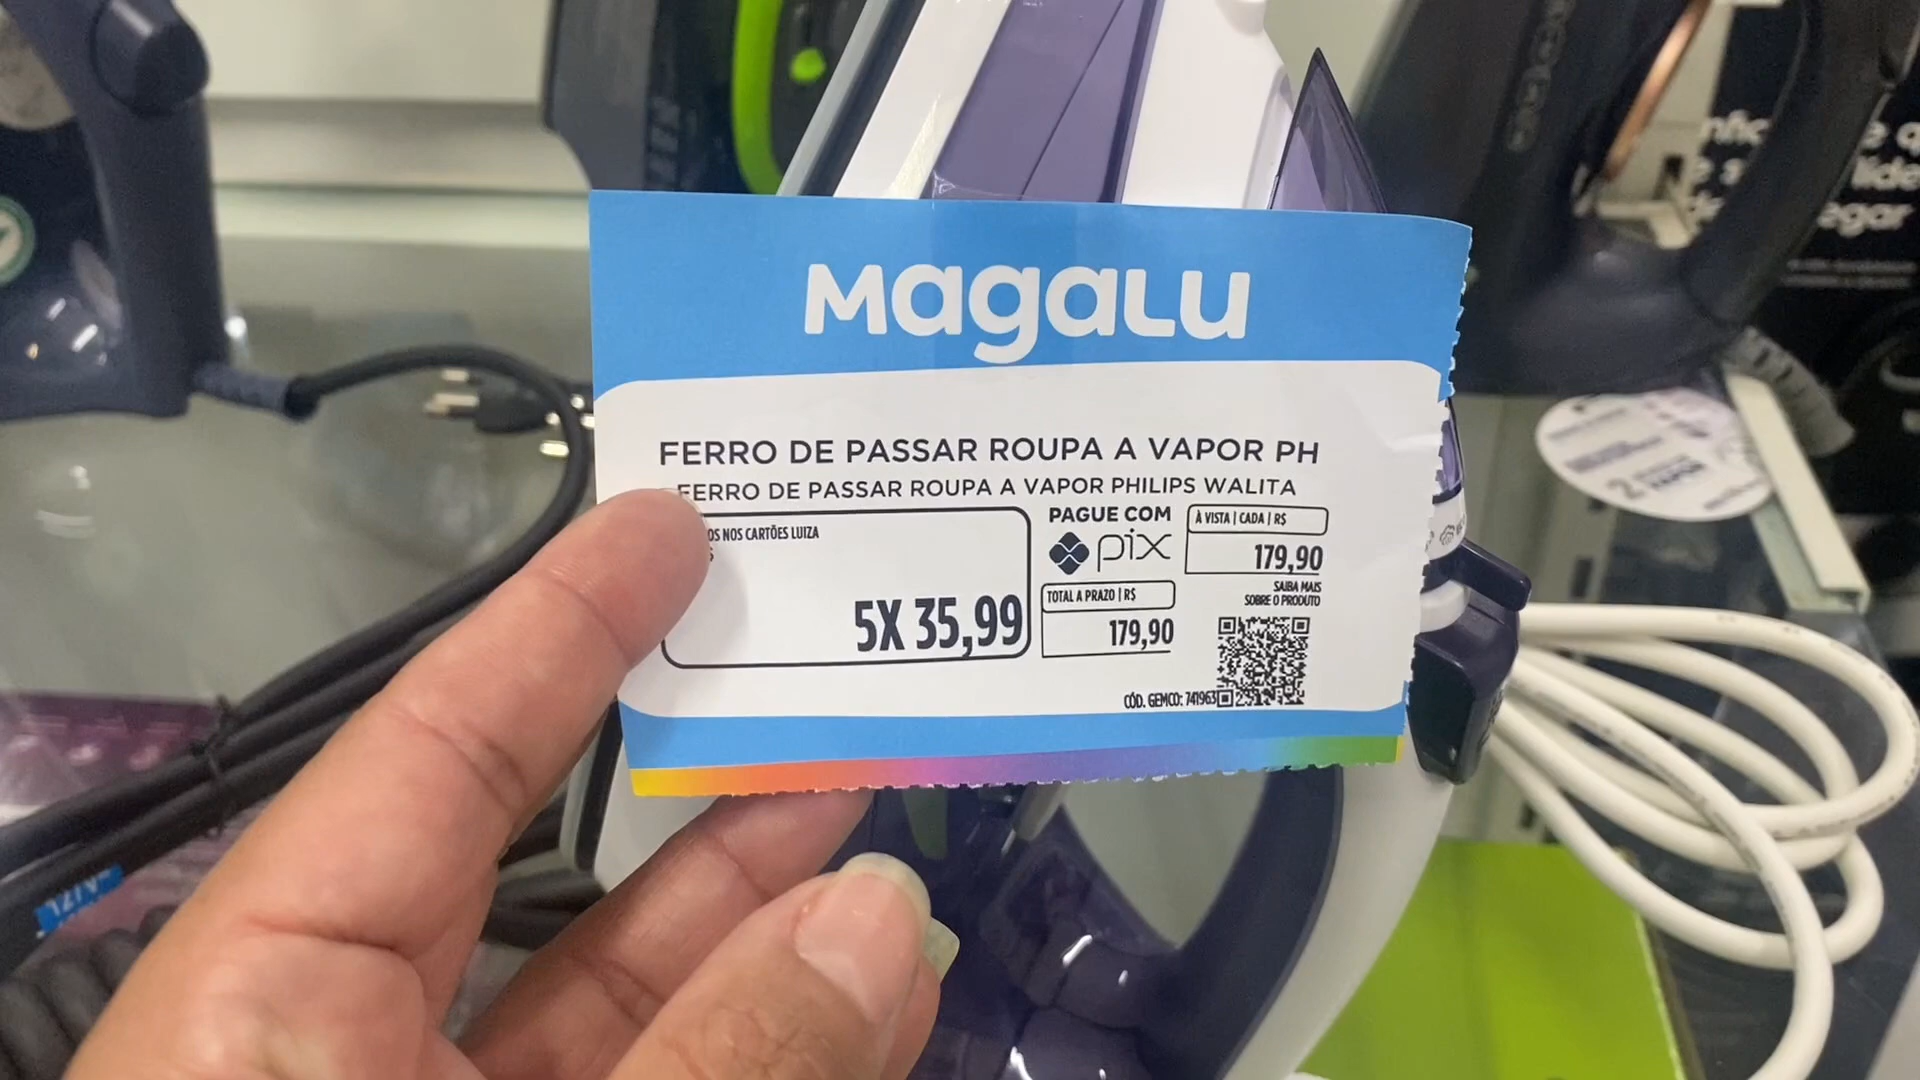 MagaLu
FERRO DE PASSAR ROUPA A VAPOR PH
FERRO DE PASSAR ROUPA A VAPOR PHILIPS WALITA
OS NOS CARTÕES LUIZA
5X 35,99
PAGUE COM
pix
TOTAL A PRAZO | R$
179,90
À VISTA | CADA | R$
179,90
SAIBA MAIS
SOBRE O PRODUTO
CÓD. GEMCO: 741963
egar